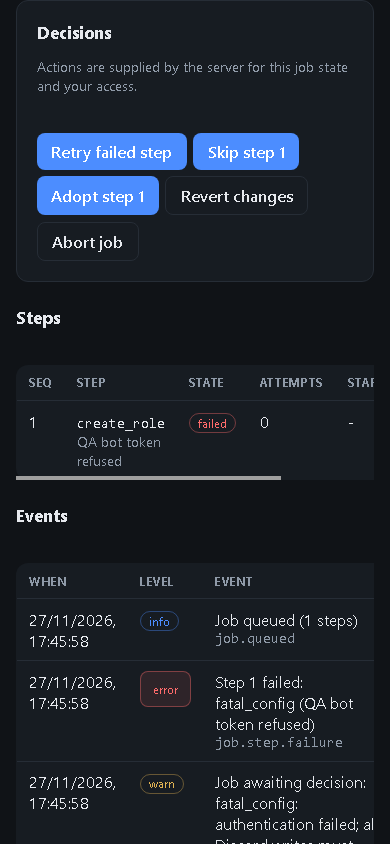 Decisions
Actions are supplied by the server for this job state
and your access.
Retry failed step
Skip step 1
Adopt step 1
Revert changes
Abort job
Steps
SEQ STEP STATE ATTEMPTS
1 create_role failed 0 -
QA bot token
refused
Events
WHEN LEVEL EVENT
27/11/2026, info Job queued (1 steps)
17:45:58 job.queued
27/11/2026, error Step 1 failed:
17:45:58 fatal_config (QA bot
token refused)
job.step.failure
27/11/2026, warn Job awaiting decision:
17:45:58 fatal_config:
authentication failed;